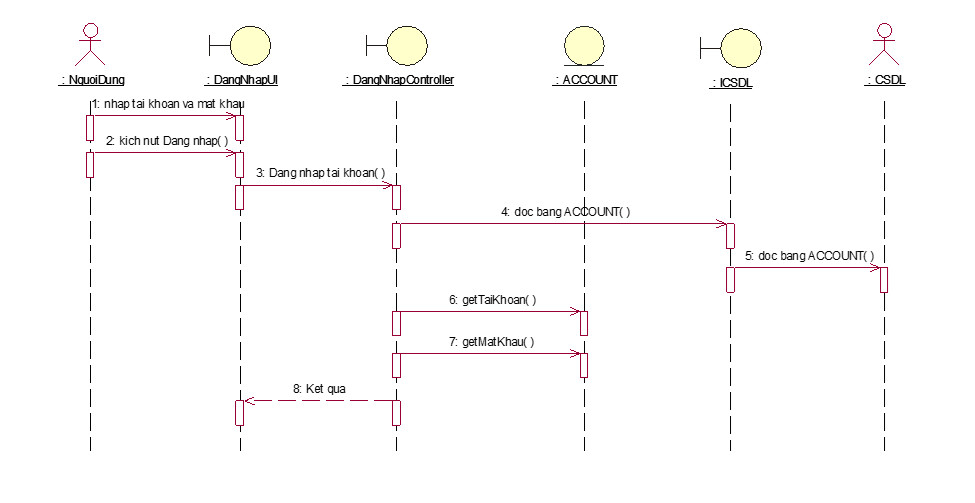 : NguoiDung
: DangNhapUI
: DangNhapController
: ACCOUNT
: ICSDL
: CSDL
1: nhap tai khoan va mat khau
2: kich nut Dang nhap( )
3: Dang nhap tai khoan( )
4: doc bang ACCOUNT( )
5: doc bang ACCOUNT( )
6: getTaiKhoan( )
7: getMatKhau( )
8: Ket qua